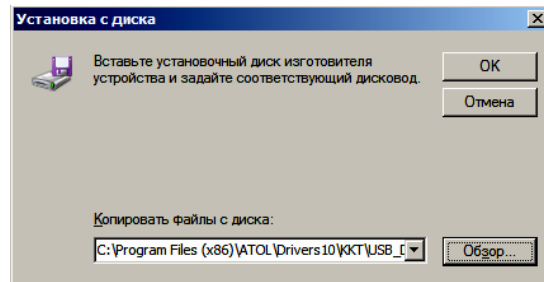 Установка с диска
Вставьте установочный диск изготовителя
устройства и задайте соответствующий дисковод.
OK
Отмена
Копировать файлы с диска:
C:\Program Files (x86)\ATOL\Drivers10\KKT\USB_D
Обзор...